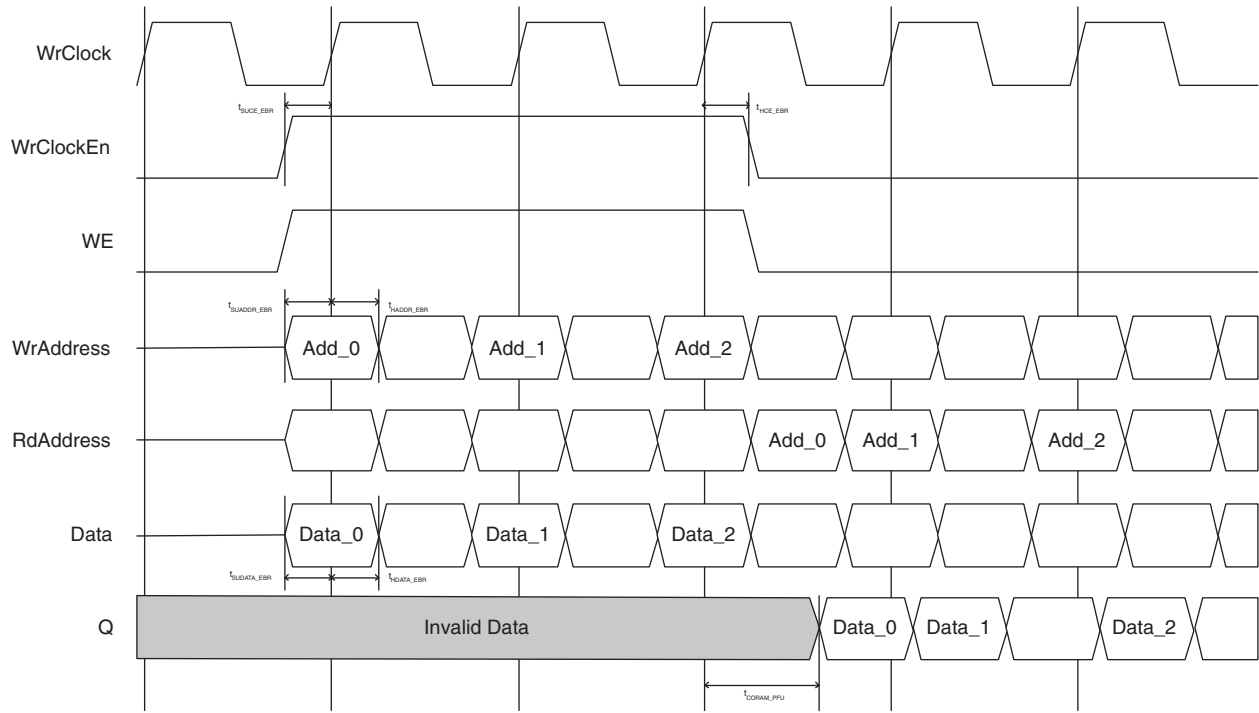 WrClock
tSUCE_EBR tHCE_EBR
WrClockEn
WE
tSUADDR_EBR tHADDR_EBR
WrAddress Add_0 Add_1 Add_2
RdAddress Add_0 Add_1 Add_2
Data Data_0 Data_1 Data_2
tSUDATA_EBR tHDATA_EBR
Q Invalid Data Data_0 Data_1 Data_2
tCORAM_PFU